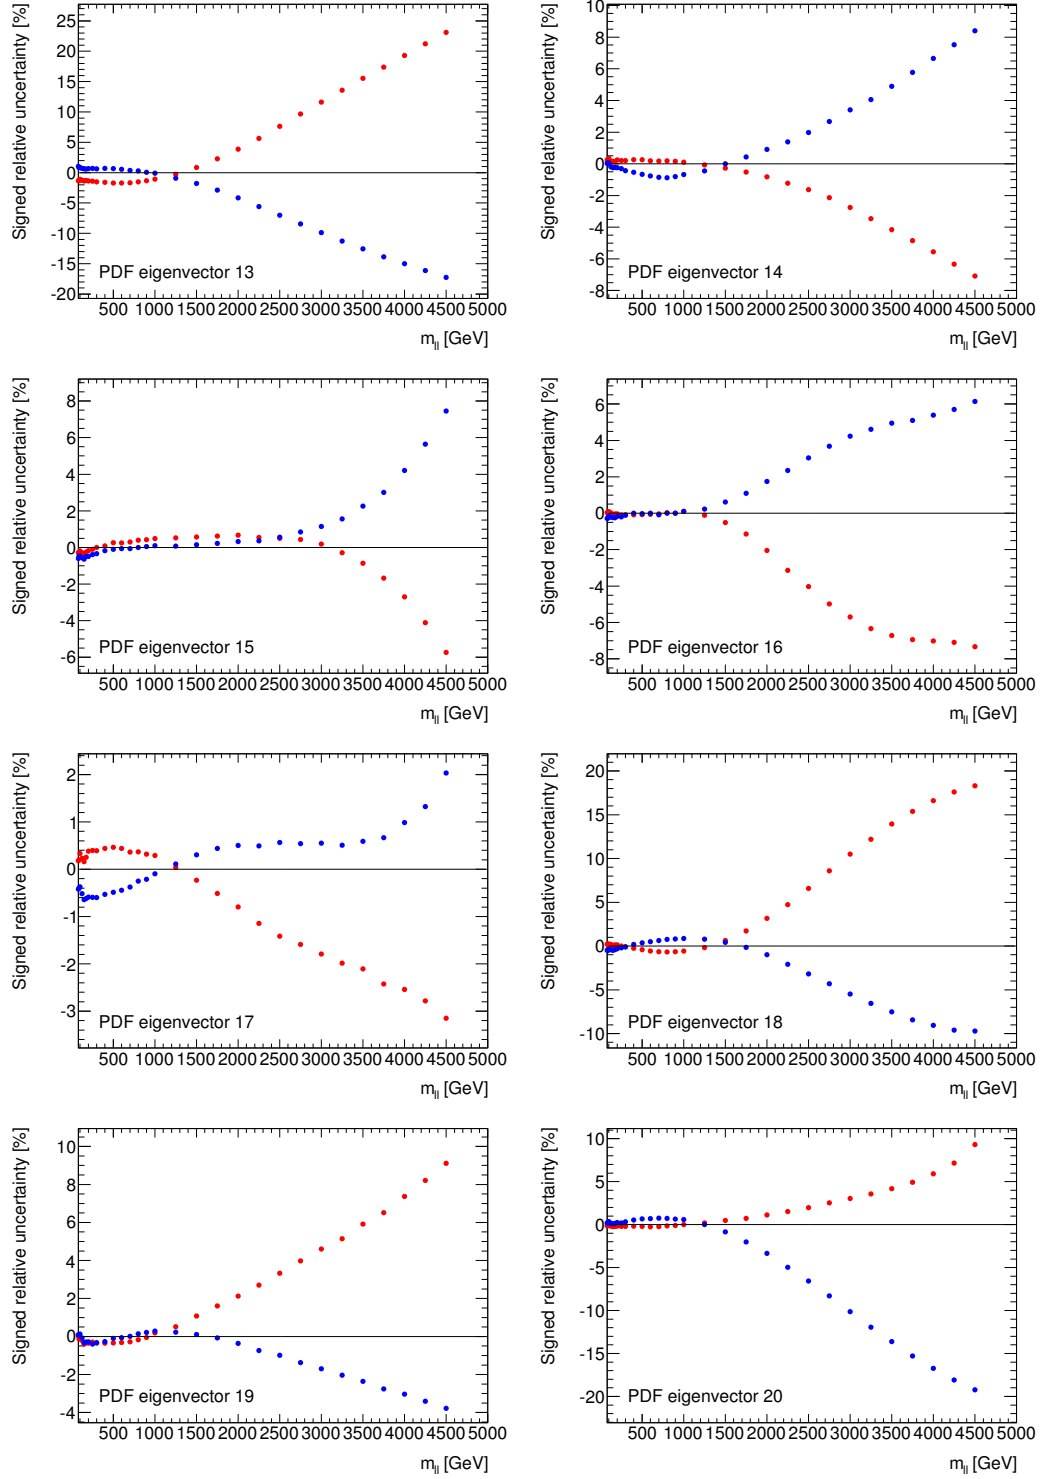 Signed relative uncertainty [%]
25
20
15
10
5
0
-5
-10
-15
-20
PDF eigenvector 13
500 1000 1500 2000 2500 3000 3500 4000 4500 5000
m_ll [GeV]
Signed relative uncertainty [%]
10
8
6
4
2
0
-2
-4
-6
-8
PDF eigenvector 14
500 1000 1500 2000 2500 3000 3500 4000 4500 5000
m_ll [GeV]
Signed relative uncertainty [%]
8
6
4
2
0
-2
-4
-6
PDF eigenvector 15
500 1000 1500 2000 2500 3000 3500 4000 4500 5000
m_ll [GeV]
Signed relative uncertainty [%]
6
4
2
0
-2
-4
-6
-8
PDF eigenvector 16
500 1000 1500 2000 2500 3000 3500 4000 4500 5000
m_ll [GeV]
Signed relative uncertainty [%]
2
1
0
-1
-2
-3
PDF eigenvector 17
500 1000 1500 2000 2500 3000 3500 4000 4500 5000
m_ll [GeV]
Signed relative uncertainty [%]
20
15
10
5
0
-5
-10
PDF eigenvector 18
500 1000 1500 2000 2500 3000 3500 4000 4500 5000
m_ll [GeV]
Signed relative uncertainty [%]
10
8
6
4
2
0
-2
-4
PDF eigenvector 19
500 1000 1500 2000 2500 3000 3500 4000 4500 5000
m_ll [GeV]
Signed relative uncertainty [%]
10
5
0
-5
-10
-15
-20
PDF eigenvector 20
500 1000 1500 2000 2500 3000 3500 4000 4500 5000
m_ll [GeV]